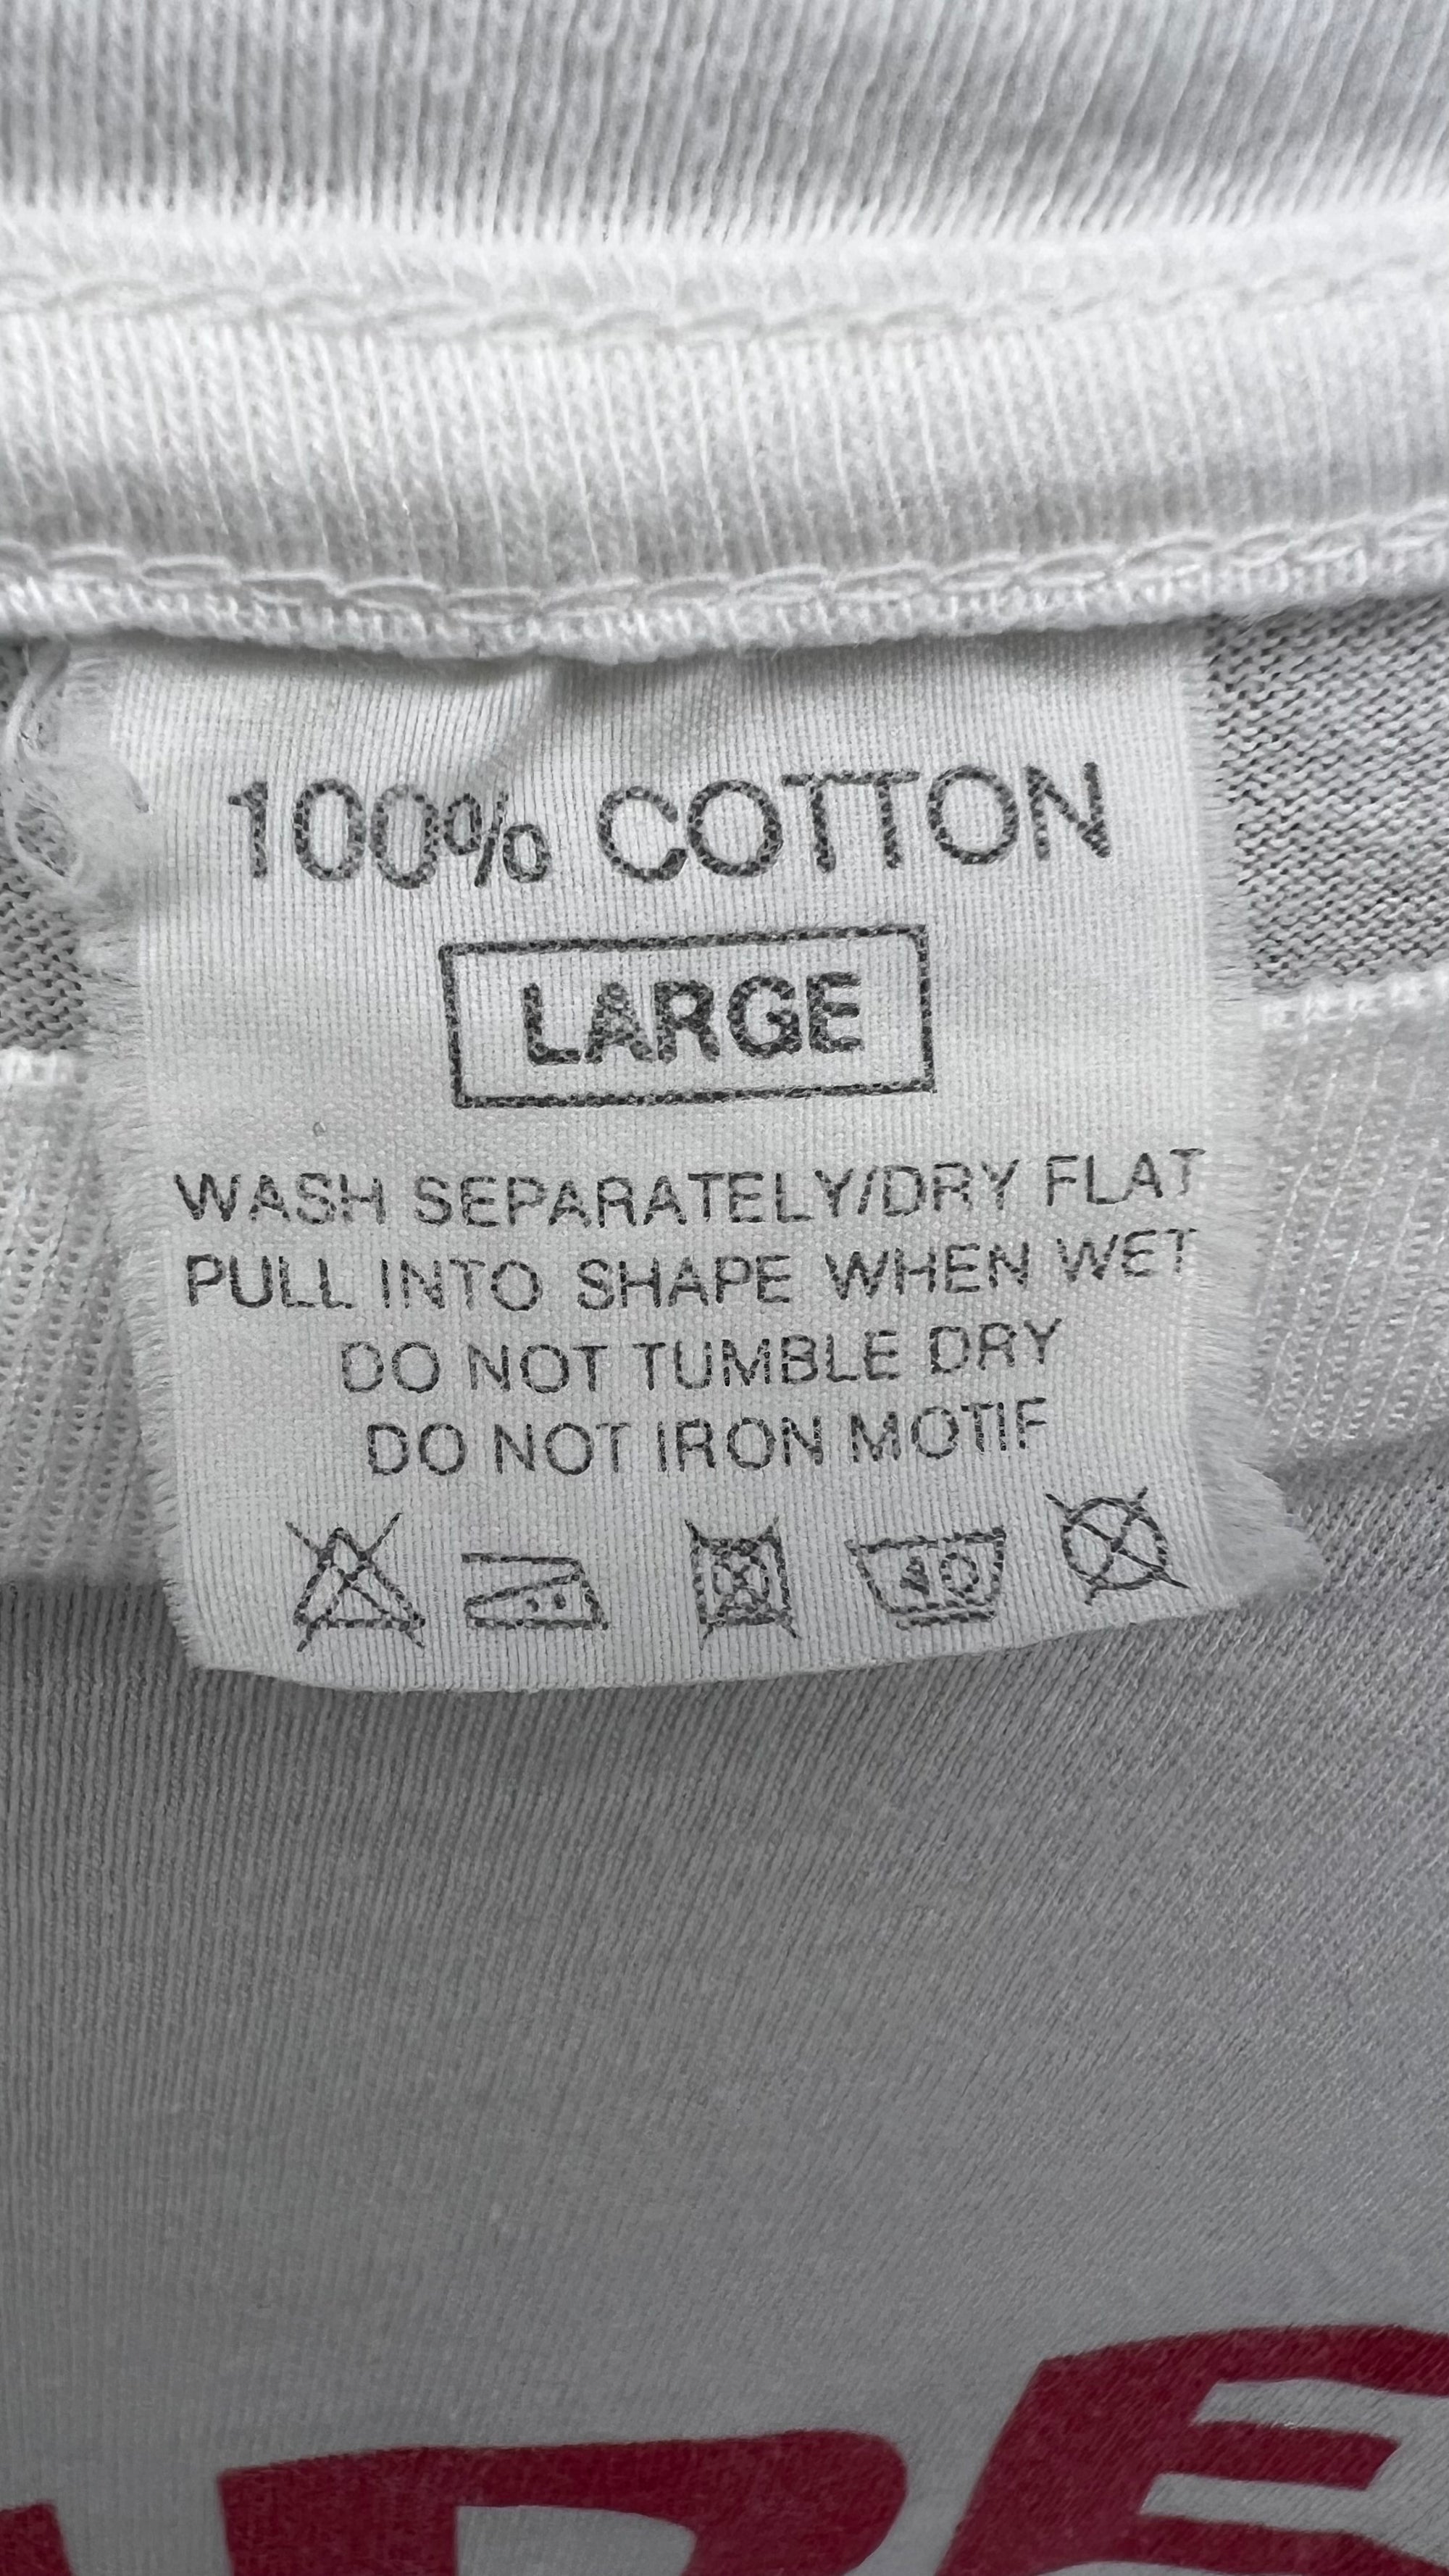 100% COTTON
LARGE
WASH SEPARATELY/DRY FLAT
PULL INTO SHAPE WHEN WET
DO NOT TUMBLE DRY
DO NOT IRON MOTIF
40